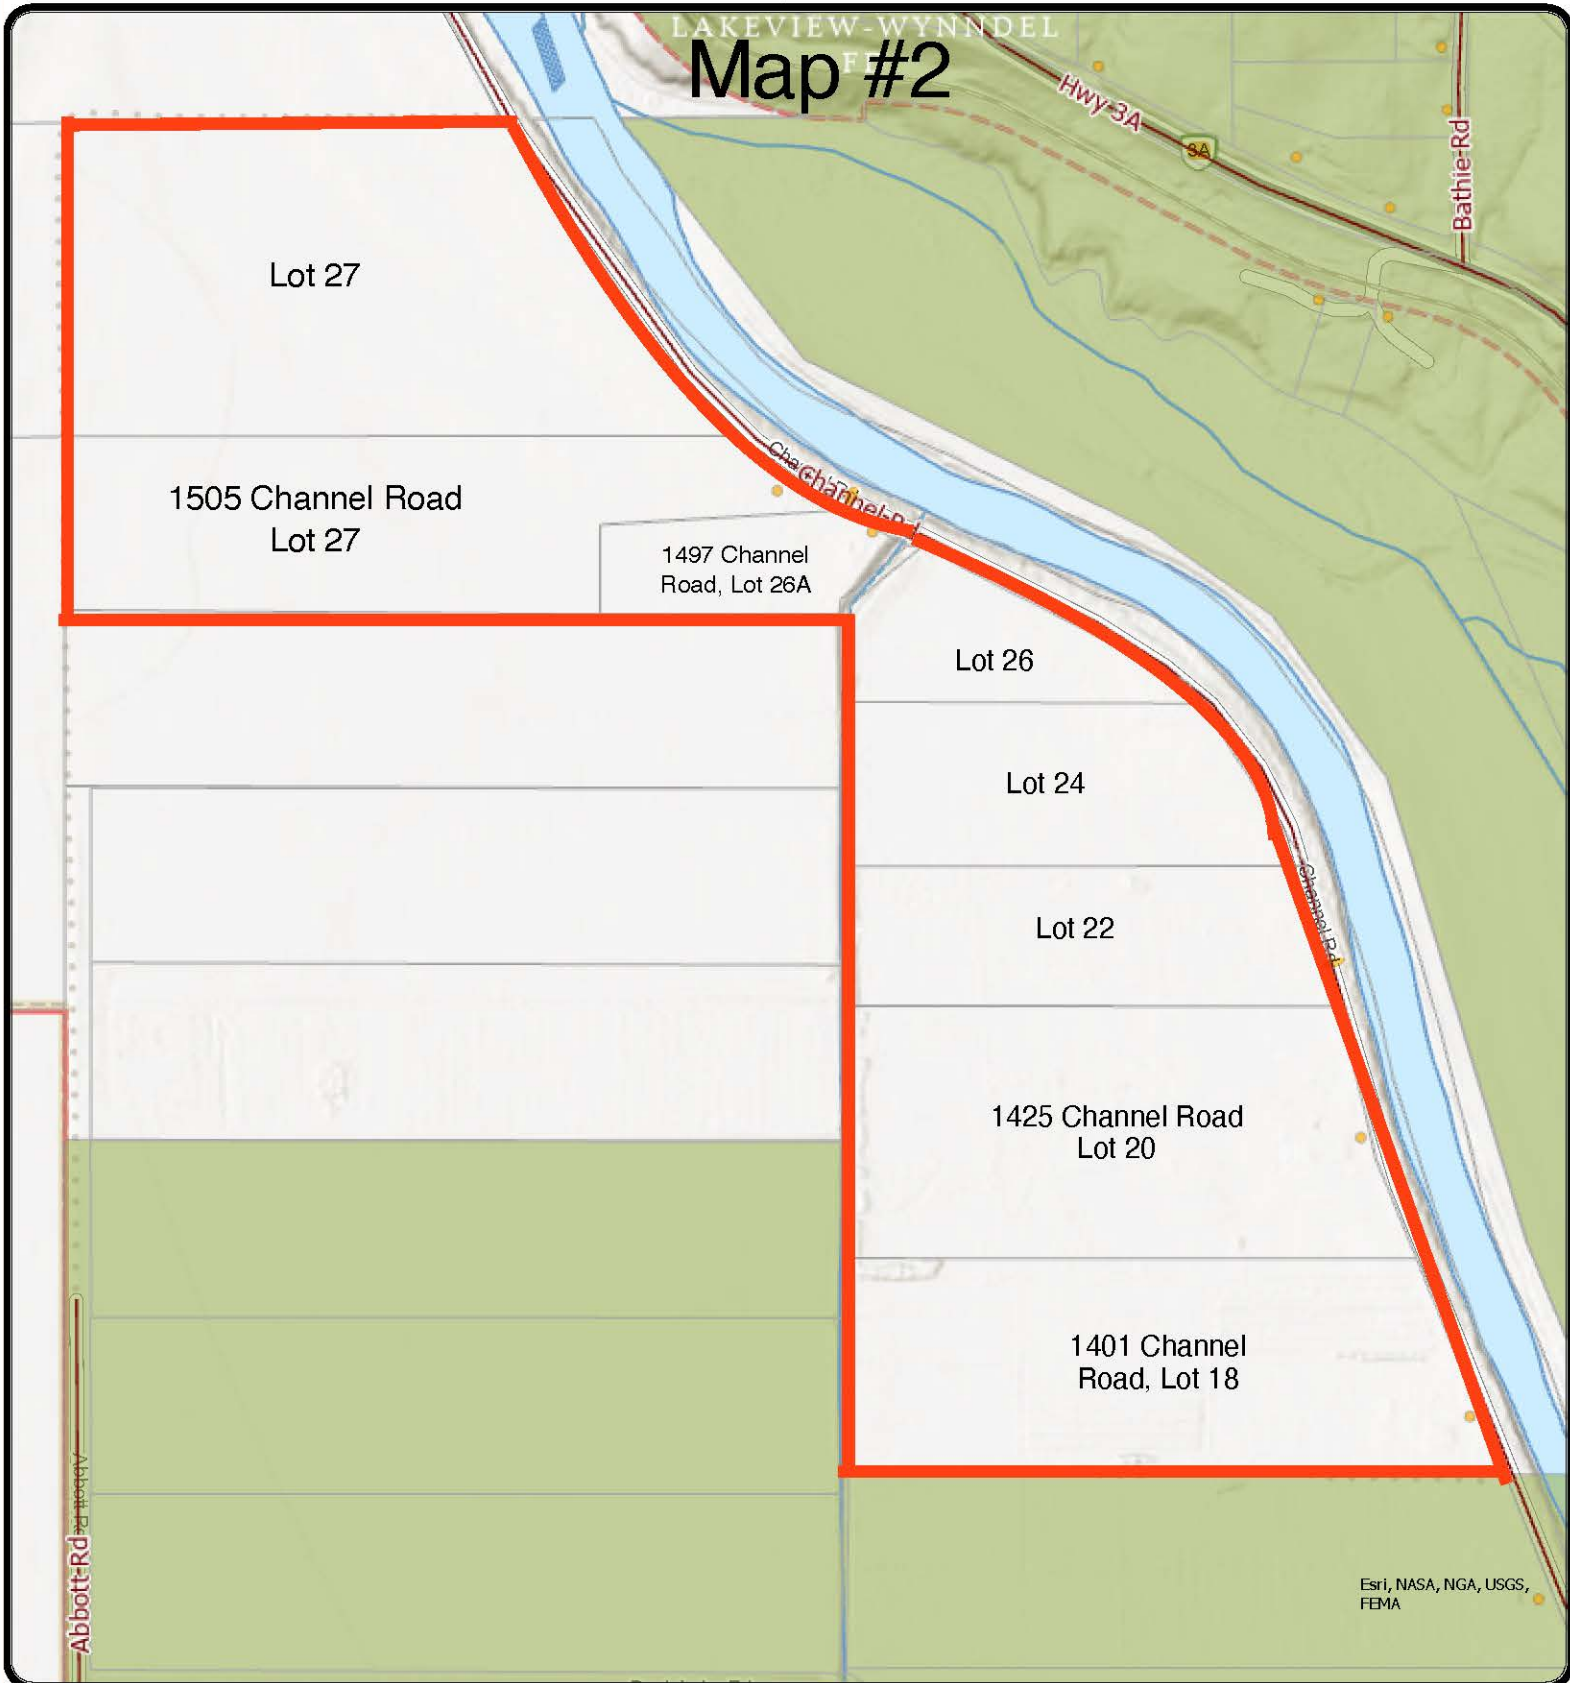 LAKEVIEW-WYNNDEL
Map #2
Hwy-3A
3A
Bathie-Rd
Lot 27
1505 Channel Road
Lot 27
Channel-Rd
1497 Channel
Road, Lot 26A
Lot 26
Lot 24
Channel Rd
Lot 22
1425 Channel Road
Lot 20
1401 Channel
Road, Lot 18
Abbott Rd
Abbott-Rd
Esri, NASA, NGA, USGS,
FEMA